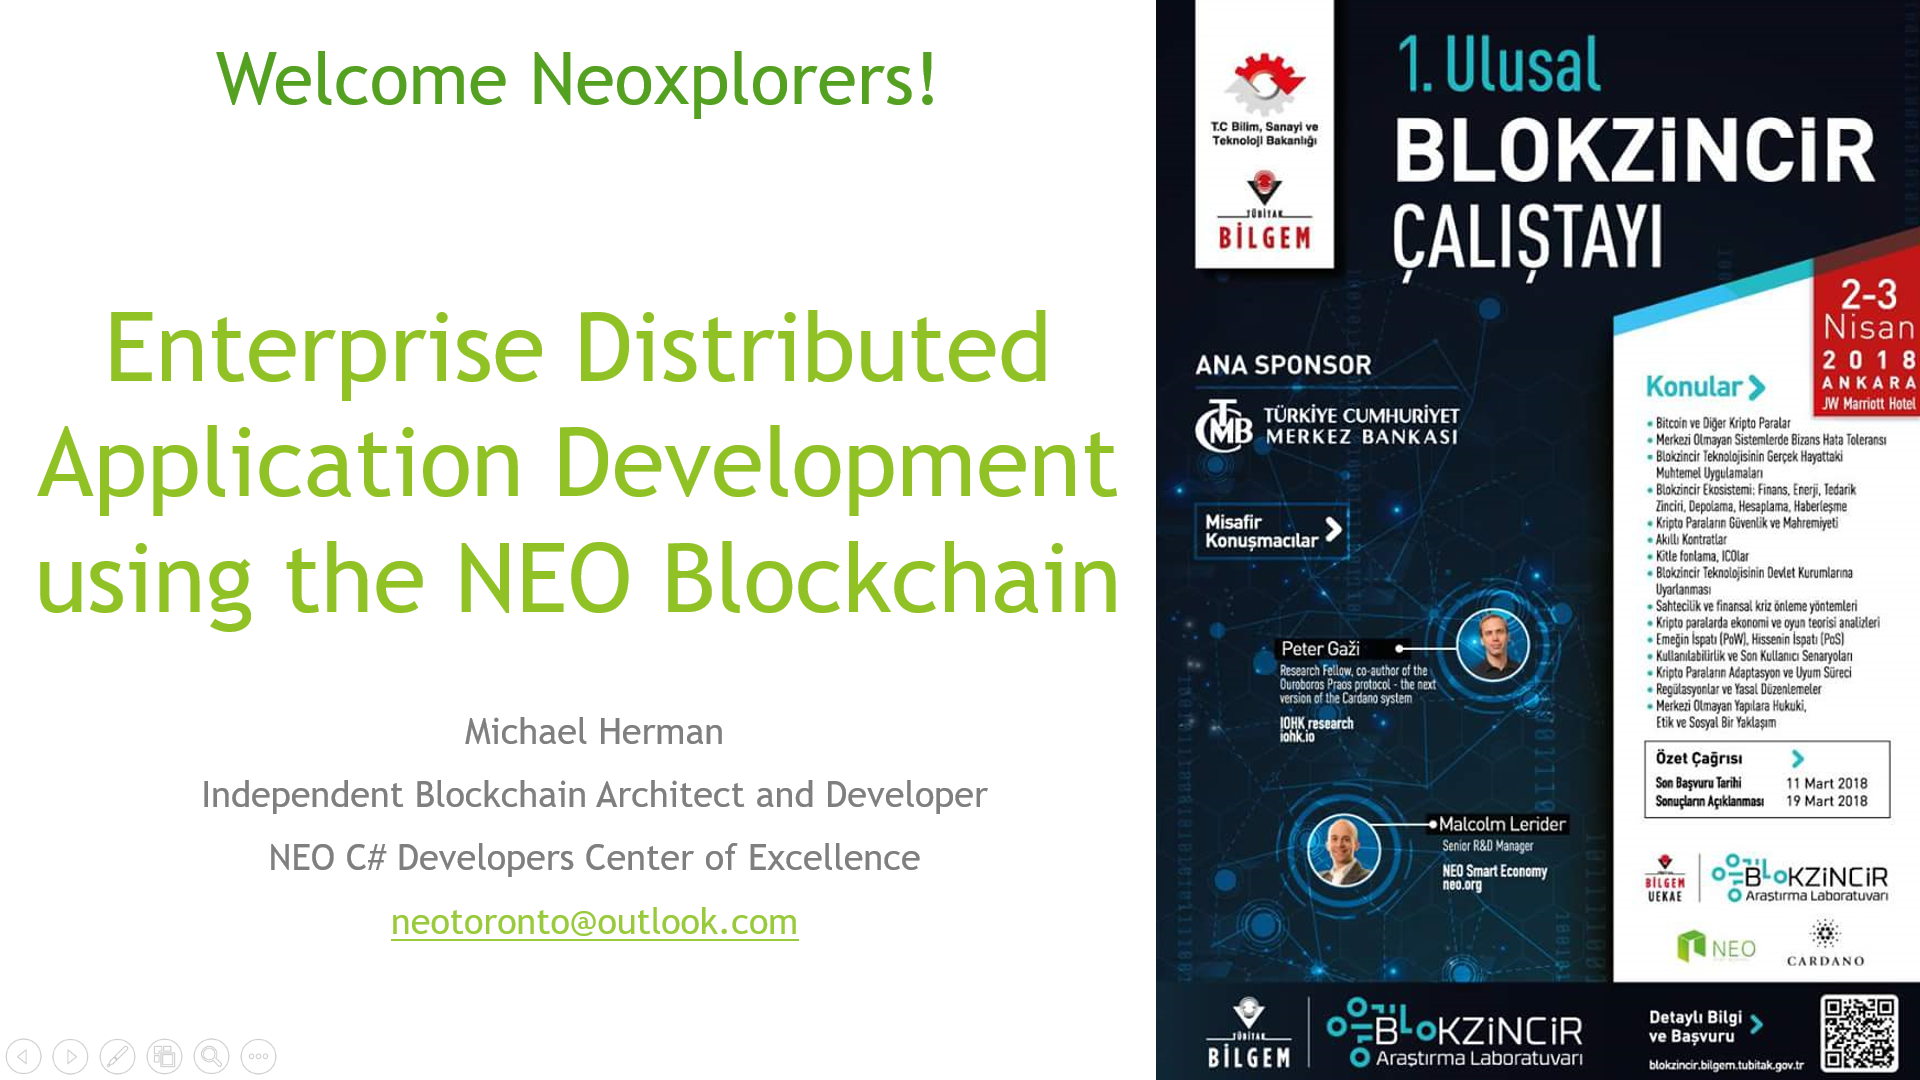 Welcome Neoxplorers!
Enterprise Distributed
Application Development
using the NEO Blockchain
Michael Herman
Independent Blockchain Architect and Developer
NEO C# Developers Center of Excellence
neotoronto@outlook.com
T.C Bilim, Sanayi ve
Teknoloji Bakanlığı
TÜBİTAK
BİLGEM
1. Ulusal
BLOKZiNCiR
ÇALIŞTAYI
2-3
Nisan
2018
ANKARA
JW Marriott Hotel
ANA SPONSOR
TCMB
TÜRKİYE CUMHURİYET
MERKEZ BANKASI
Misafir
Konuşmacılar
Peter Gaži
Research Fellow, co-author of the
Ouroboros Praos protocol - the next
version of the Cardano system
IOHK research
iohk.io
Malcolm Lerider
Senior R&D Manager
NEO Smart Economy
neo.org
Konular
• Bitcoin ve Diğer Kripto Paralar
• Merkezi Olmayan Sistemlerde Bizans Hata Toleransı
• Blokzincir Teknolojisinin Gerçek Hayattaki
Muhtemel Uygulamaları
• Blokzincir Ekosistemi: Finans, Enerji, Tedarik
Zinciri, Depolama, Hesaplama, Haberleşme
• Kripto Paraların Güvenlik ve Mahremiyeti
• Akıllı Kontratlar
• Kitle fonlama, ICOlar
• Blokzincir Teknolojisinin Devlet Kurumlarına
Uyarlanması
• Sahtecilik ve finansal kriz önleme yöntemleri
• Kripto paralarda ekonomi ve oyun teorisi analizleri
• Emeğin İspatı (PoW), Hissenin İspatı (PoS)
• Kullanılabilirlik ve Son Kullanıcı Senaryoları
• Kripto Paraların Adaptasyon ve Uyum Süreci
• Regülasyonlar ve Yasal Düzenlemeler
• Merkezi Olmayan Yapılara Hukuki,
Etik ve Sosyal Bir Yaklaşım
Özet Çağrısı
Son Başvuru Tarihi 11 Mart 2018
Sonuçların Açıklanması 19 Mart 2018
BİLGEM
UEKAE
BLoKZiNCiR
Araştırma Laboratuvarı
NEO
CARDANO
TÜBİTAK
BİLGEM
BLoKZiNCiR
Araştırma Laboratuvarı
Detaylı Bilgi
ve Başvuru
blokzincir.bilgem.tubitak.gov.tr